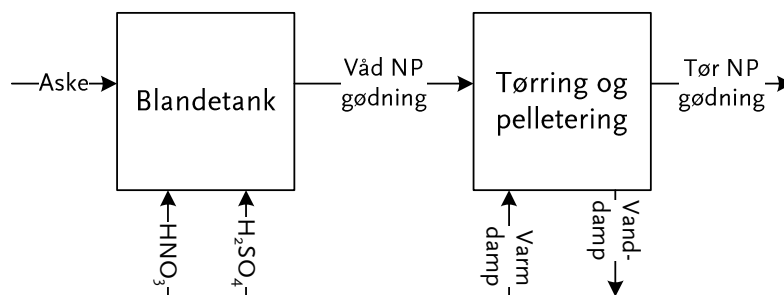 Aske
Blandetank
Våd NP
gødning
Tørring og
pelletering
Tør NP
gødning
HNO₃
H₂SO₄
Varm
damp
Vand-
damp